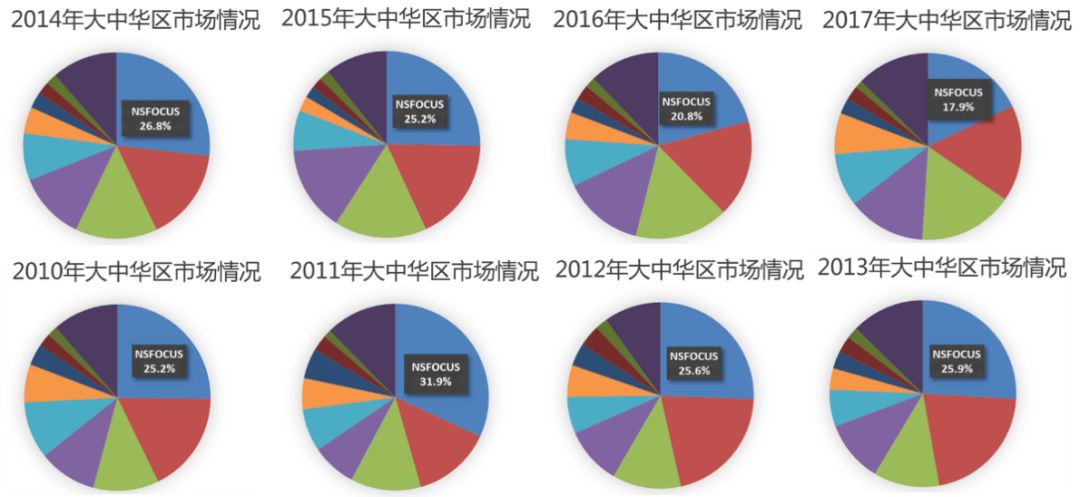 2014年大中华区市场情况
NSFOCUS
26.8%
2015年大中华区市场情况
NSFOCUS
25.2%
2016年大中华区市场情况
NSFOCUS
20.8%
2017年大中华区市场情况
NSFOCUS
17.9%
2010年大中华区市场情况
NSFOCUS
25.2%
2011年大中华区市场情况
NSFOCUS
31.9%
2012年大中华区市场情况
NSFOCUS
25.6%
2013年大中华区市场情况
NSFOCUS
25.9%